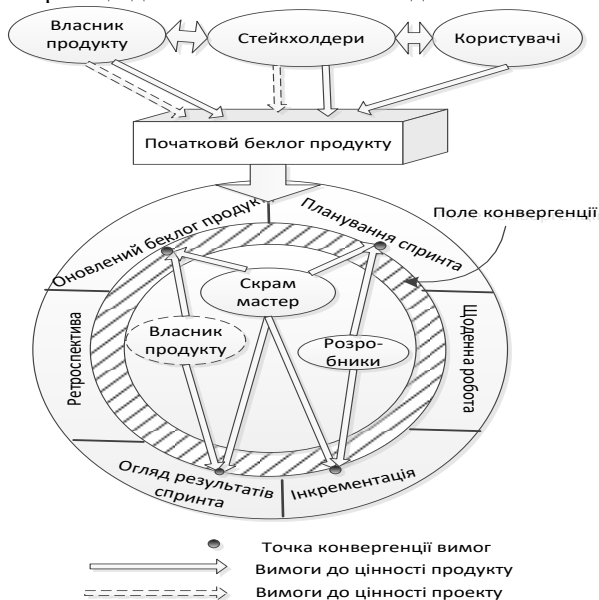 Власник
продукту
Стейкхолдери
Користувачі
Початковй беклог продукту
Оновлений беклог продук
Планування спринта
Поле конвергенції
Скрам
мастер
Власник
продукту
Розро-
бники
Ретроспектива
Щоденна робота
Огляд результатів
спринта
Інкрементація
Точка конвергенції вимог
Вимоги до цінності продукту
Вимоги до цінності проекту